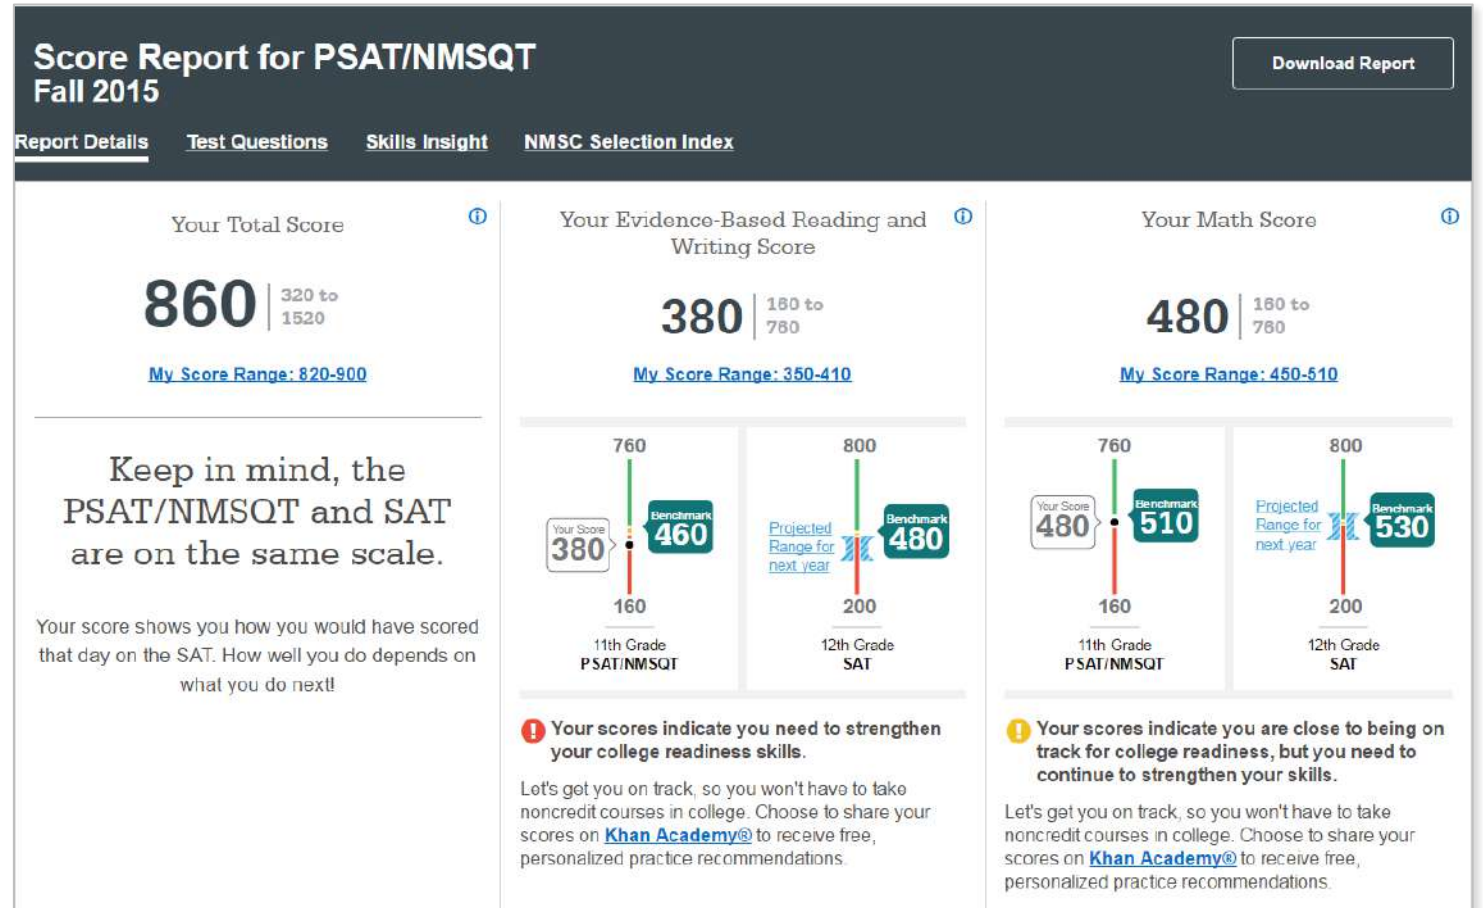 Score Report for PSAT/NMSQT
Fall 2015
Download Report
Report Details
Test Questions
Skills Insight
NMSC Selection Index
Your Total Score
860
320 to
1520
My Score Range: 820-900
Keep in mind, the
PSAT/NMSQT and SAT
are on the same scale.
Your score shows you how you would have scored
that day on the SAT. How well you do depends on
what you do next!
Your Evidence-Based Reading and
Writing Score
380
160 to
760
My Score Range: 350-410
760
Your Score
380
Benchmark
460
160
11th Grade
PSAT/NMSQT
800
Projected
Range for
next year
Benchmark
480
200
12th Grade
SAT
Your scores indicate you need to strengthen
your college readiness skills.
Let's get you on track, so you won't have to take
noncredit courses in college. Choose to share your
scores on Khan Academy® to receive free,
personalized practice recommendations.
Your Math Score
480
160 to
760
My Score Range: 450-510
760
Your Score
480
Benchmark
510
160
11th Grade
PSAT/NMSQT
800
Projected
Range for
next year
Benchmark
530
200
12th Grade
SAT
Your scores indicate you are close to being on
track for college readiness, but you need to
continue to strengthen your skills.
Let's get you on track, so you won't have to take
noncredit courses in college. Choose to share your
scores on Khan Academy® to receive free,
personalized practice recommendations.